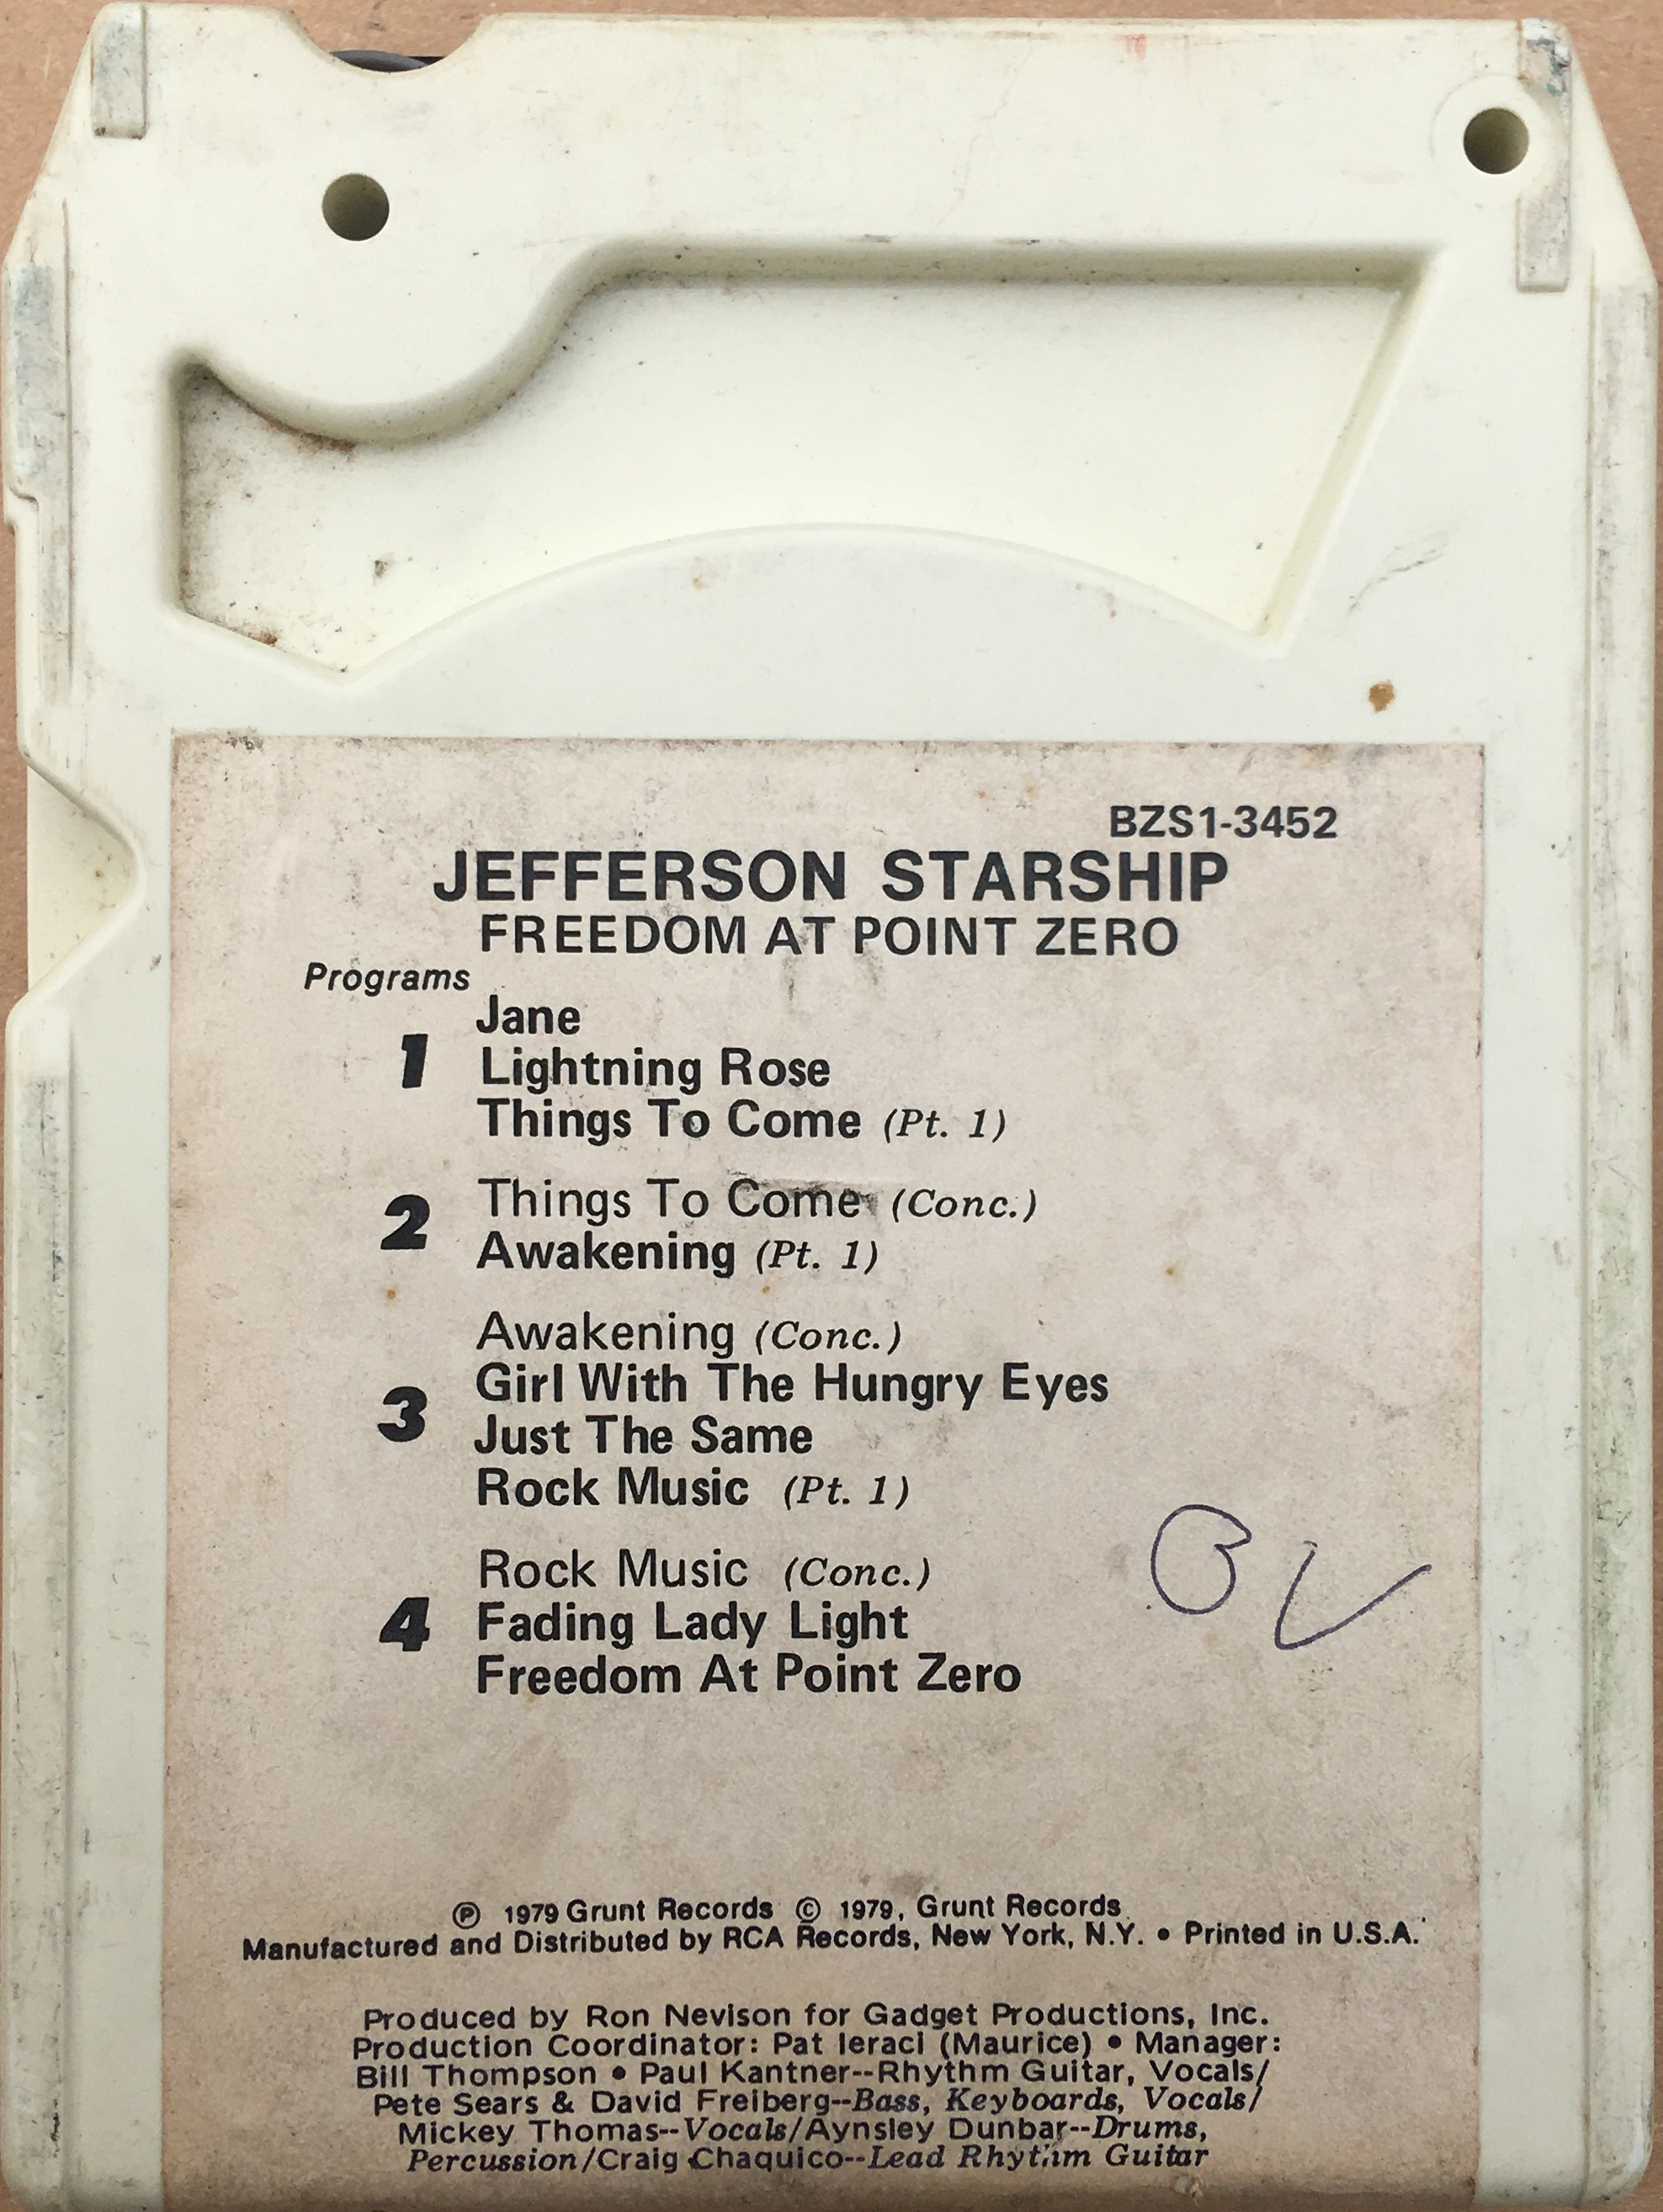 BZS1-3452
JEFFERSON STARSHIP
FREEDOM AT POINT ZERO
Programs
1
Jane
Lightning Rose
Things To Come (Pt. 1)
2
Things To Come (Conc.)
Awakening (Pt. 1)
3
Awakening (Conc.)
Girl With The Hungry Eyes
Just The Same
Rock Music (Pt. 1)
4
Rock Music (Conc.)
Fading Lady Light
Freedom At Point Zero
BV
℗ 1979 Grunt Records © 1979, Grunt Records
Manufactured and Distributed by RCA Records, New York, N.Y. • Printed in U.S.A.
Produced by Ron Nevison for Gadget Productions, Inc.
Production Coordinator: Pat Ieraci (Maurice) • Manager:
Bill Thompson • Paul Kantner--Rhythm Guitar, Vocals/
Pete Sears & David Freiberg--Bass, Keyboards, Vocals/
Mickey Thomas--Vocals/Aynsley Dunbar--Drums,
Percussion/Craig Chaquico--Lead Rhythm Guitar